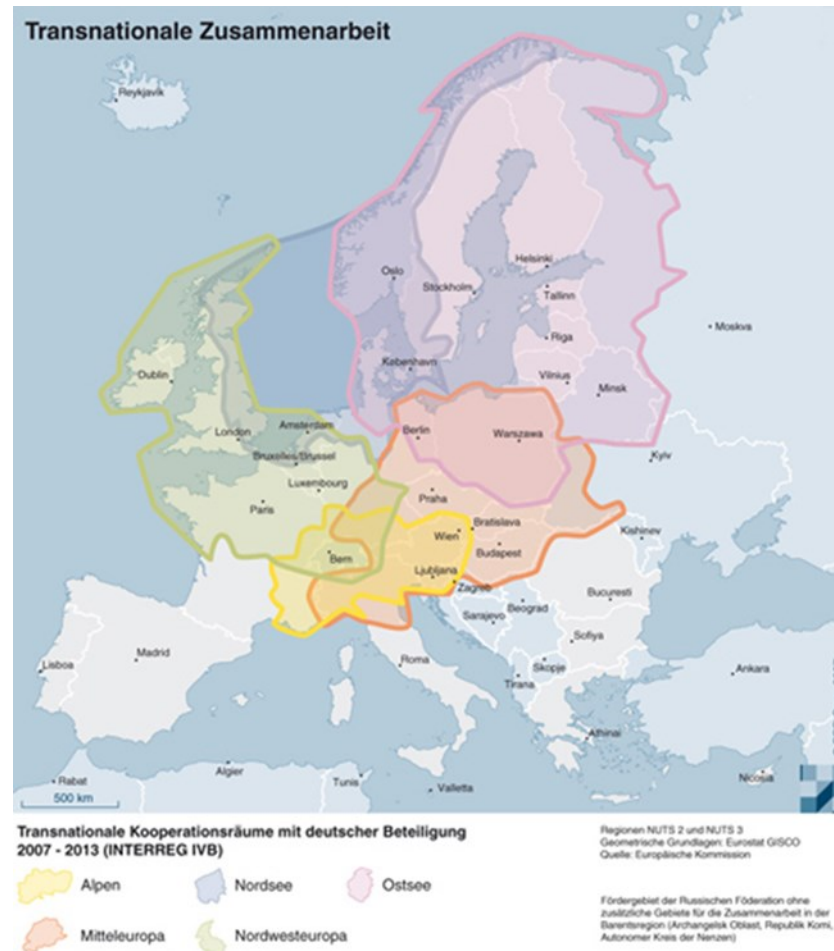 Transnationale Zusammenarbeit
Reykjavík
Oslo
Helsinki
Stockholm
Tallinn
Riga
Moskva
København
Vilnius
Minsk
Dublin
London
Amsterdam
Berlin
Warszawa
Bruxelles/Brussel
Kyiv
Luxembourg
Praha
Paris
Bratislava
Wien
Kishinev
Bern
Budapest
Ljubljana
Zagreb
Bucuresti
Beograd
Sarajevo
Sofiya
Madrid
Roma
Skopje
Lisboa
Tirana
Ankara
Athinai
Algier
Tunis
Rabat
Valletta
Nicosia
500 km
Transnationale Kooperationsräume mit deutscher Beteiligung
2007 - 2013 (INTERREG IVB)
Alpen
Nordsee
Ostsee
Mitteleuropa
Nordwesteuropa
Regionen NUTS 2 und NUTS 3
Geometrische Grundlagen: Eurostat GISCO
Quelle: Europäische Kommission
Fördergebiet der Russischen Föderation ohne
zusätzliche Gebiete für die Zusammenarbeit in der
Barentsregion (Archangelsk Oblast, Republik Komi,
Autonomer Kreis der Nenzen)